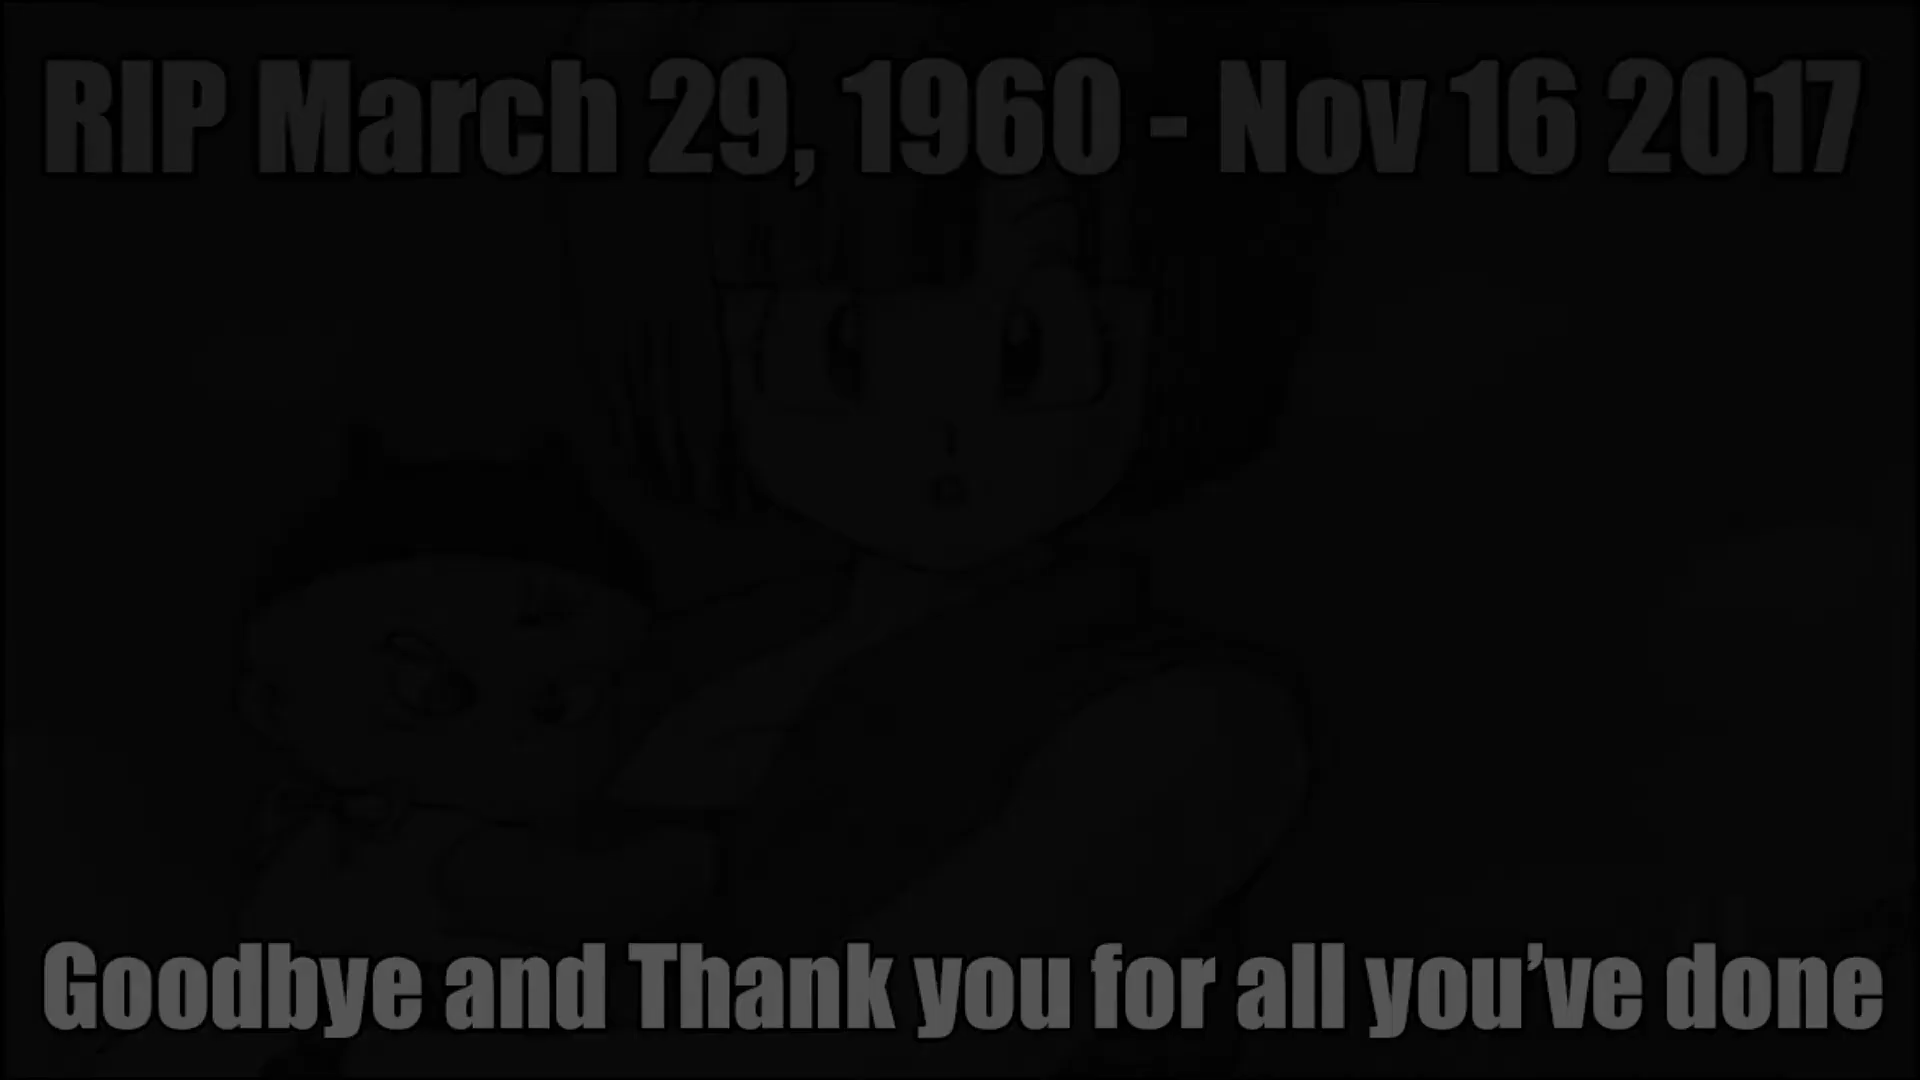 RIP March 29, 1960 - Nov 16 2017
Goodbye and Thank you for all you’ve done